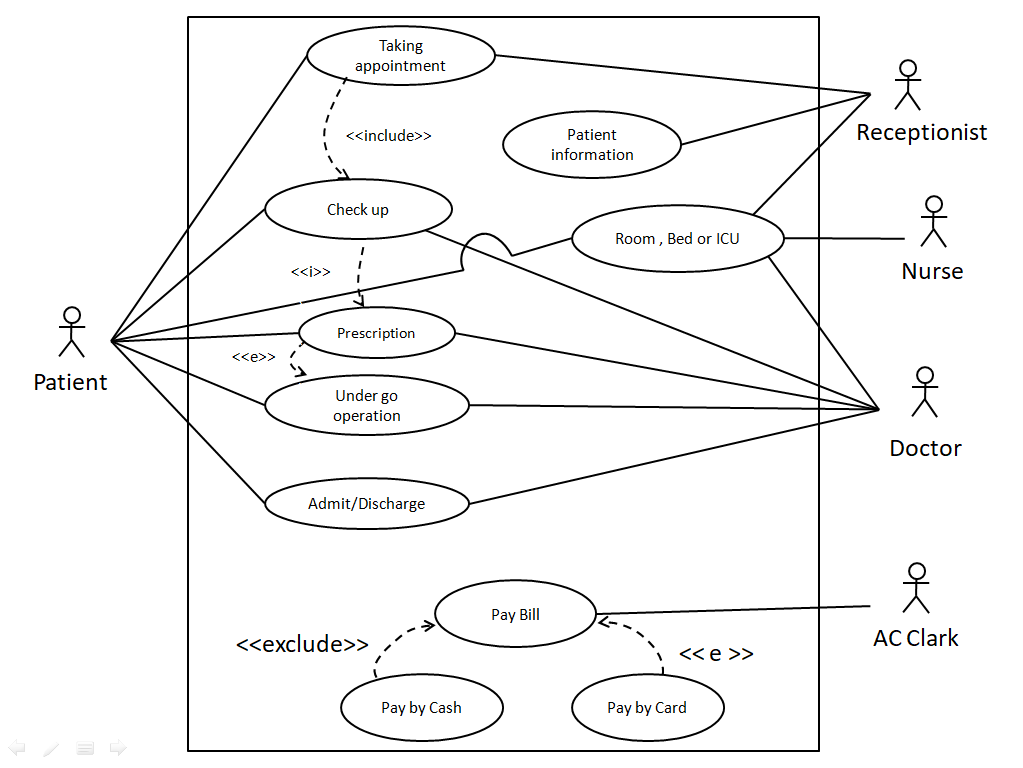 Taking
appointment
Receptionist
<<include>>
Patient
information
Check up
Room , Bed or ICU
Nurse
<<i>>
Prescription
<<e>>
Patient
Under go
operation
Doctor
Admit/Discharge
Pay Bill
AC Clark
<<exclude>>
<< e >>
Pay by Cash
Pay by Card